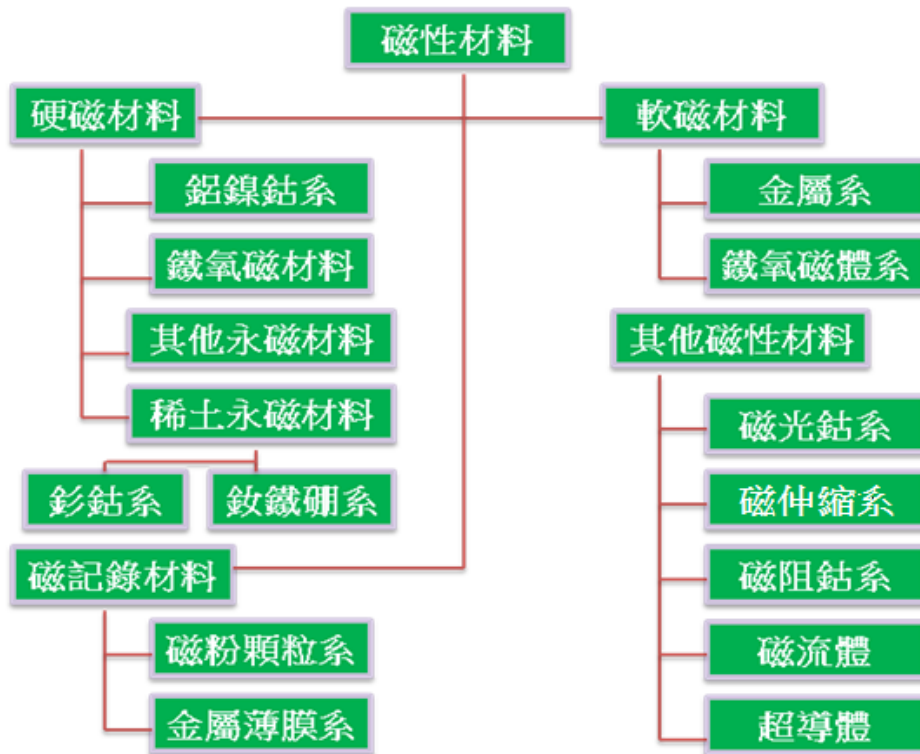 磁性材料
硬磁材料
鋁鎳鈷系
鐵氧磁材料
其他永磁材料
稀土永磁材料
釤鈷系
釹鐵硼系
磁記錄材料
磁粉顆粒系
金屬薄膜系
軟磁材料
金屬系
鐵氧磁體系
其他磁性材料
磁光鈷系
磁伸縮系
磁阻鈷系
磁流體
超導體